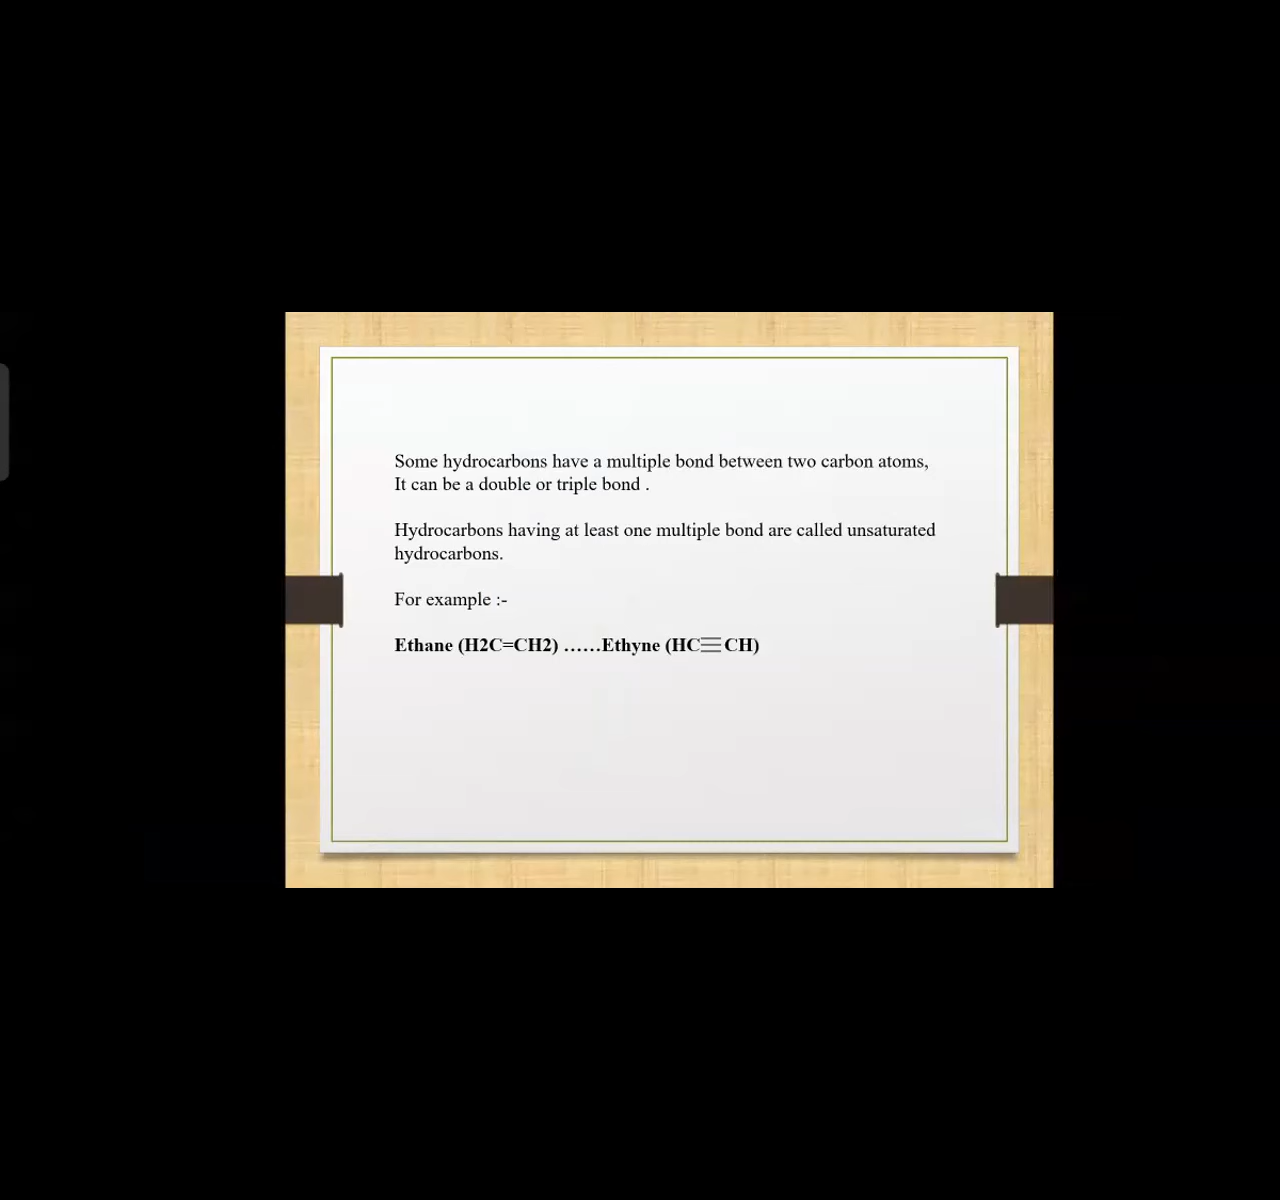 Some hydrocarbons have a multiple bond between two carbon atoms,
It can be a double or triple bond .
Hydrocarbons having at least one multiple bond are called unsaturated
hydrocarbons.
For example :-
Ethane (H2C=CH2) ......Ethyne (HC≡CH)